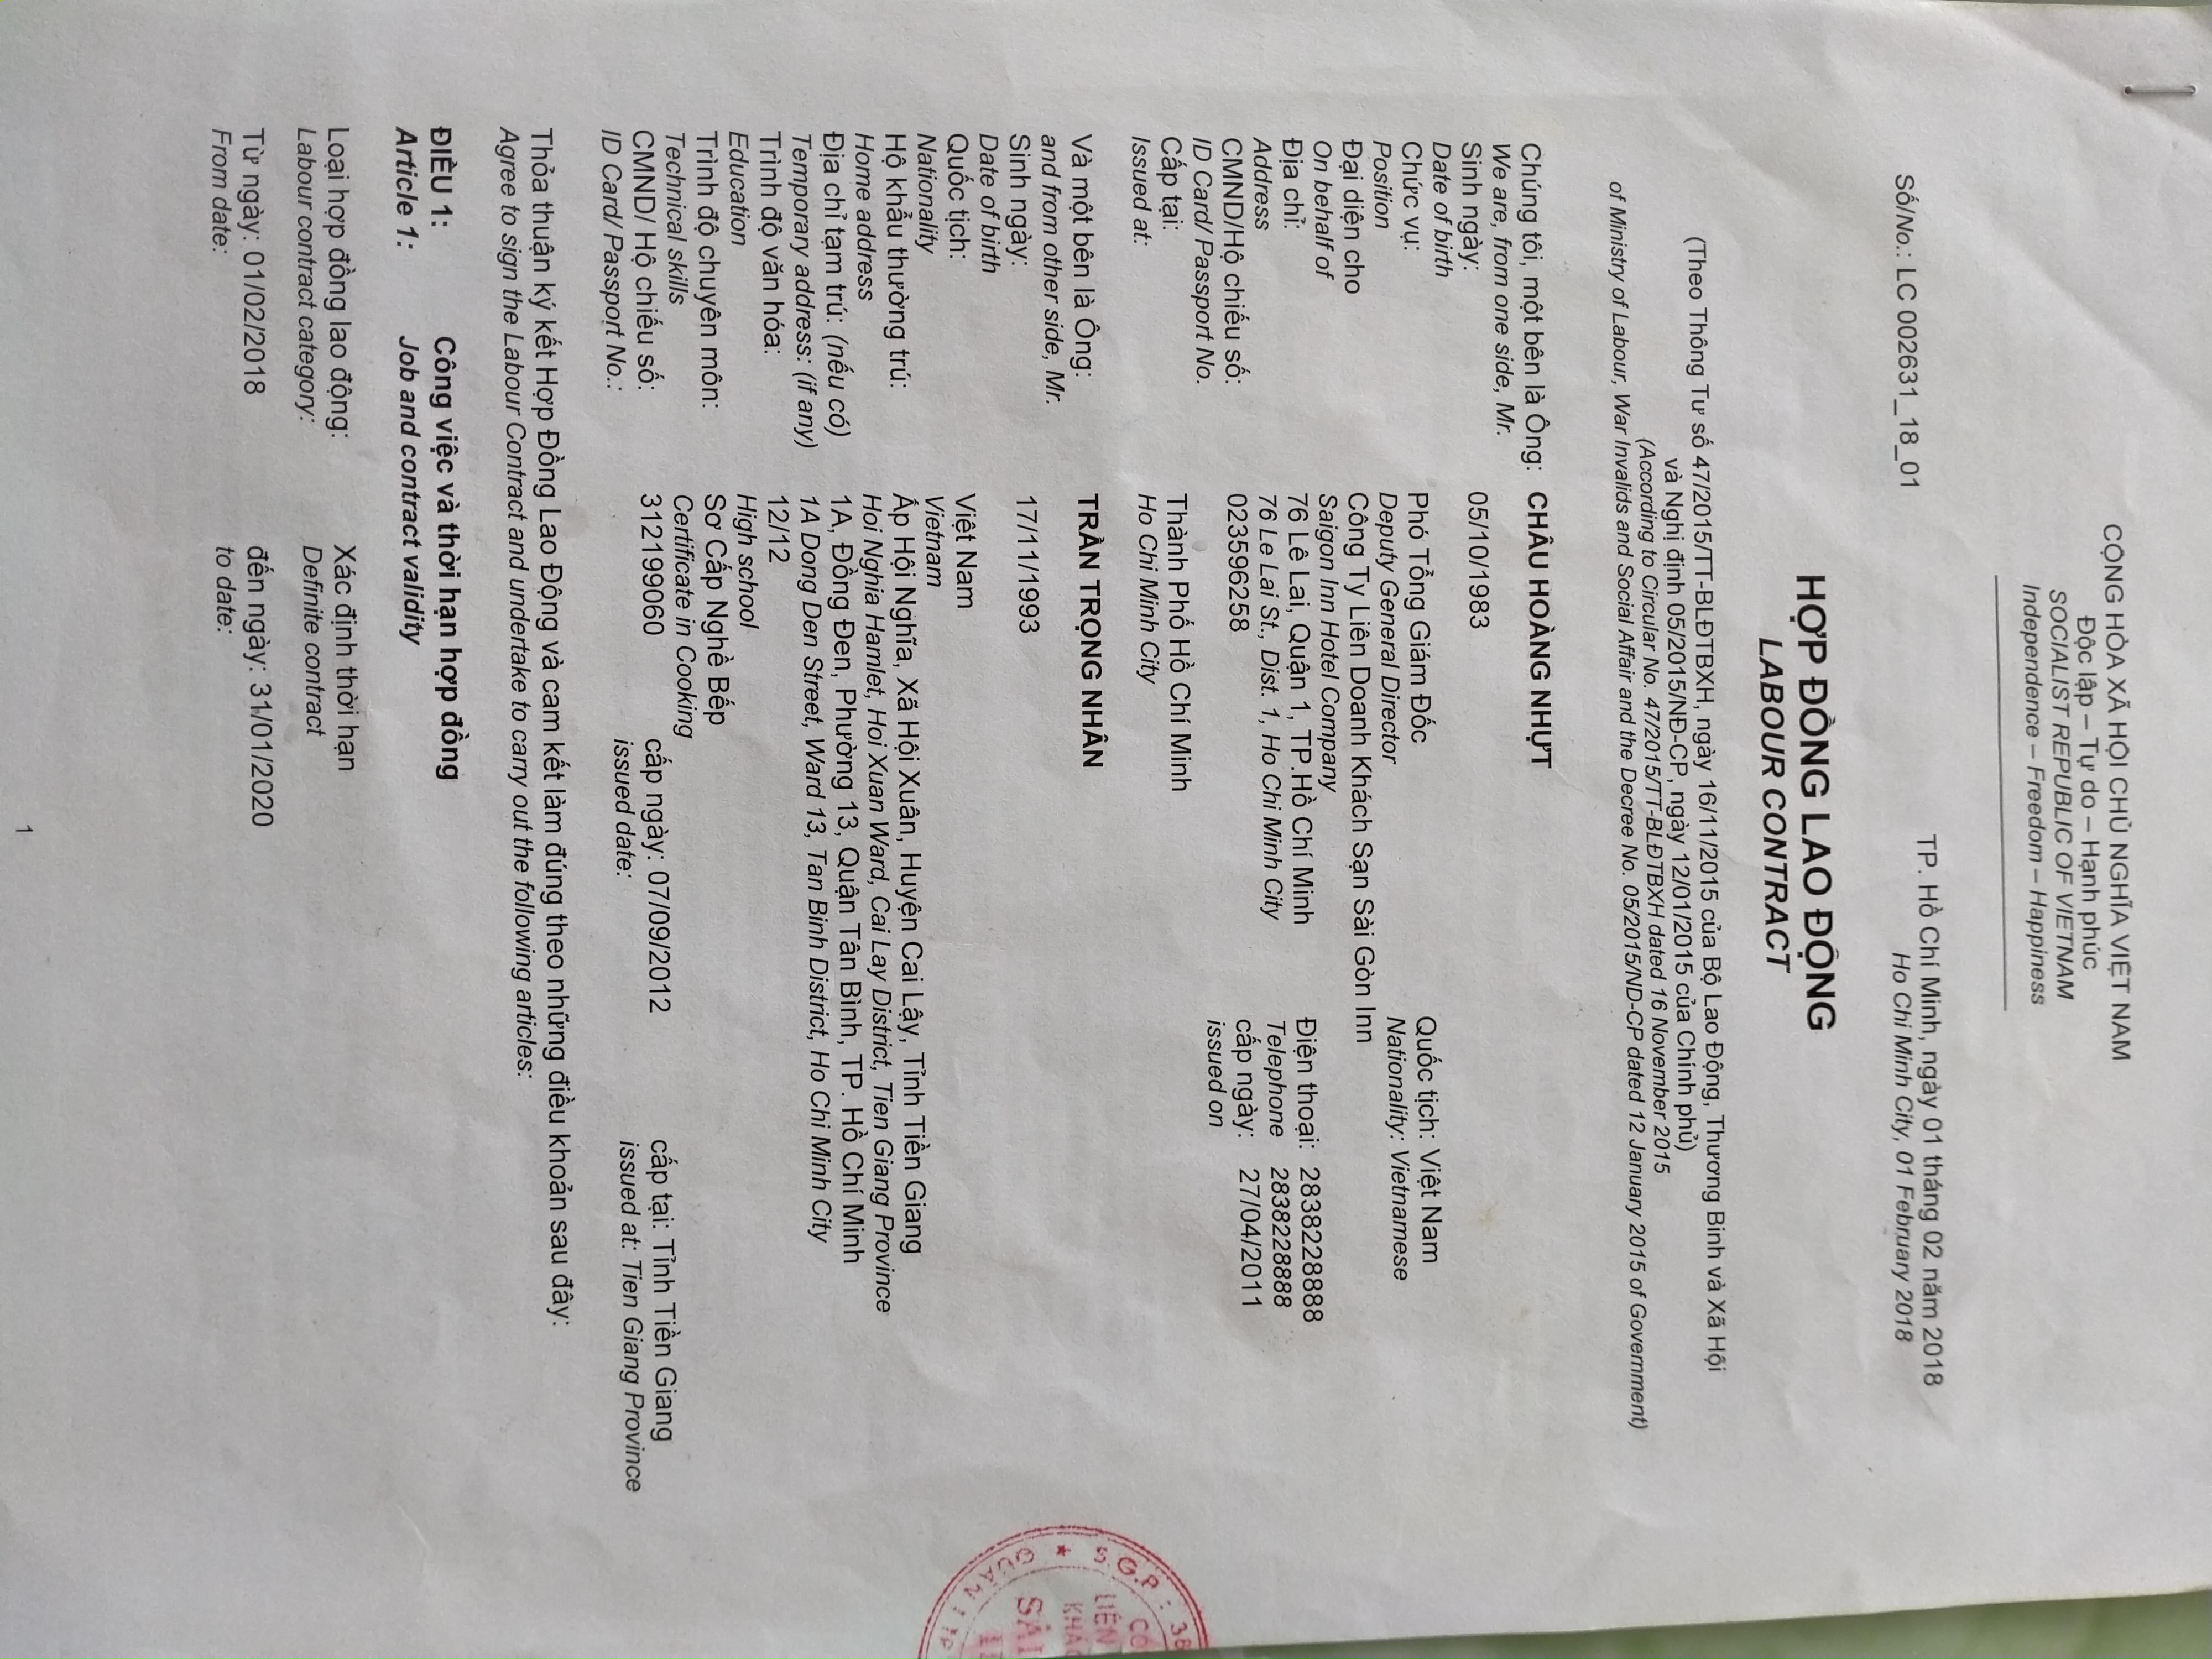 CỘNG HÒA XÃ HỘI CHỦ NGHĨA VIỆT NAM
Độc lập – Tự do – Hạnh phúc
SOCIALIST REPUBLIC OF VIETNAM
Independence – Freedom – Happiness
Số/No.: LC 002631_18_01
TP. Hồ Chí Minh, ngày 01 tháng 02 năm 2018
Ho Chi Minh City, 01 February 2018
HỢP ĐỒNG LAO ĐỘNG
LABOUR CONTRACT
(Theo Thông Tư số 47/2015/TT-BLĐTBXH, ngày 16/11/2015 của Bộ Lao Động, Thương Binh và Xã Hội
và Nghị định 05/2015/NĐ-CP, ngày 12/01/2015 của Chính phủ)
(According to Circular No. 47/2015/TT-BLĐTBXH dated 16 November 2015
of Ministry of Labour, War Invalids and Social Affair and the Decree No. 05/2015/ND-CP dated 12 January 2015 of Government)
Chúng tôi, một bên là Ông: CHÂU HOÀNG NHỰT
We are, from one side, Mr.
Sinh ngày: 05/10/1983
Date of birth
Chức vụ: Phó Tổng Giám Đốc Quốc tịch: Việt Nam
Position Deputy General Director Nationality: Vietnamese
Đại diện cho Công Ty Liên Doanh Khách Sạn Sài Gòn Inn
On behalf of Saigon Inn Hotel Company
Địa chỉ: 76 Lê Lai, Quận 1, TP.Hồ Chí Minh Điện thoại: 2838228888
Address 76 Le Lai St., Dist. 1, Ho Chi Minh City Telephone 2838228888
CMND/Hộ chiếu số: 023596258 cấp ngày: 27/04/2011
ID Card/ Passport No. issued on
Cấp tại: Thành Phố Hồ Chí Minh
Issued at: Ho Chi Minh City
Và một bên là Ông: TRẦN TRỌNG NHÂN
and from other side, Mr.
Sinh ngày: 17/11/1993
Date of birth
Quốc tịch: Việt Nam
Nationality Vietnam
Hộ khẩu thường trú: Ấp Hội Nghĩa, Xã Hội Xuân, Huyện Cai Lậy, Tỉnh Tiền Giang
Home address Hoi Nghia Hamlet, Hoi Xuan Ward, Cai Lay District, Tien Giang Province
Địa chỉ tạm trú: (nếu có) 1A, Đồng Đen, Phường 13, Quận Tân Bình, TP. Hồ Chí Minh
Temporary address: (if any) 1A Dong Den Street, Ward 13, Tan Binh District, Ho Chi Minh City
Trình độ văn hóa: 12/12
Education High school
Trình độ chuyên môn: Sơ Cấp Nghề Bếp
Technical skills Certificate in Cooking
CMND/ Hộ chiếu số: 312199060 cấp ngày: 07/09/2012 cấp tại: Tỉnh Tiền Giang
ID Card/ Passport No.: issued date: issued at: Tien Giang Province
Thỏa thuận ký kết Hợp Đồng Lao Động và cam kết làm đúng theo những điều khoản sau đây:
Agree to sign the Labour Contract and undertake to carry out the following articles:
ĐIỀU 1: Công việc và thời hạn hợp đồng
Article 1: Job and contract validity
Loại hợp đồng lao động: Xác định thời hạn
Labour contract category: Definite contract
Từ ngày: 01/02/2018 đến ngày: 31/01/2020
From date: to date:
1
S.G.P : 38
LIÊN